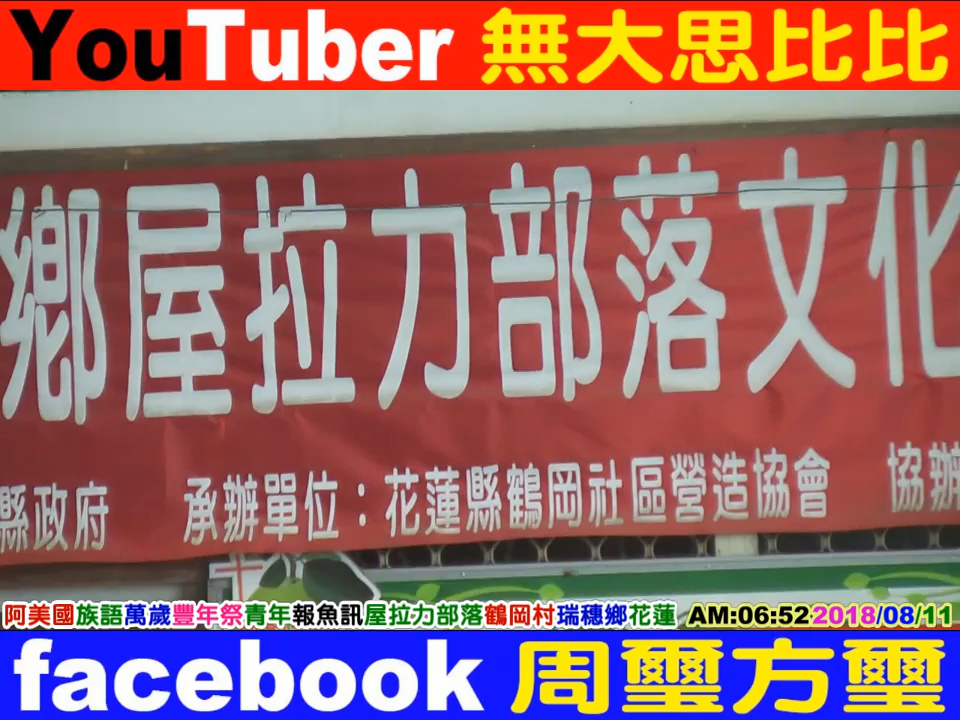 YouTuber 無大思比比
鄉屋拉力部落文化
縣政府 承辦單位：花蓮縣鶴岡社區營造協會 協辦
阿美國族語萬歲豐年祭青年報魚訊屋拉力部落鶴岡村瑞穗鄉花蓮 AM:06:52 2018/08/11
facebook 周璽方璽